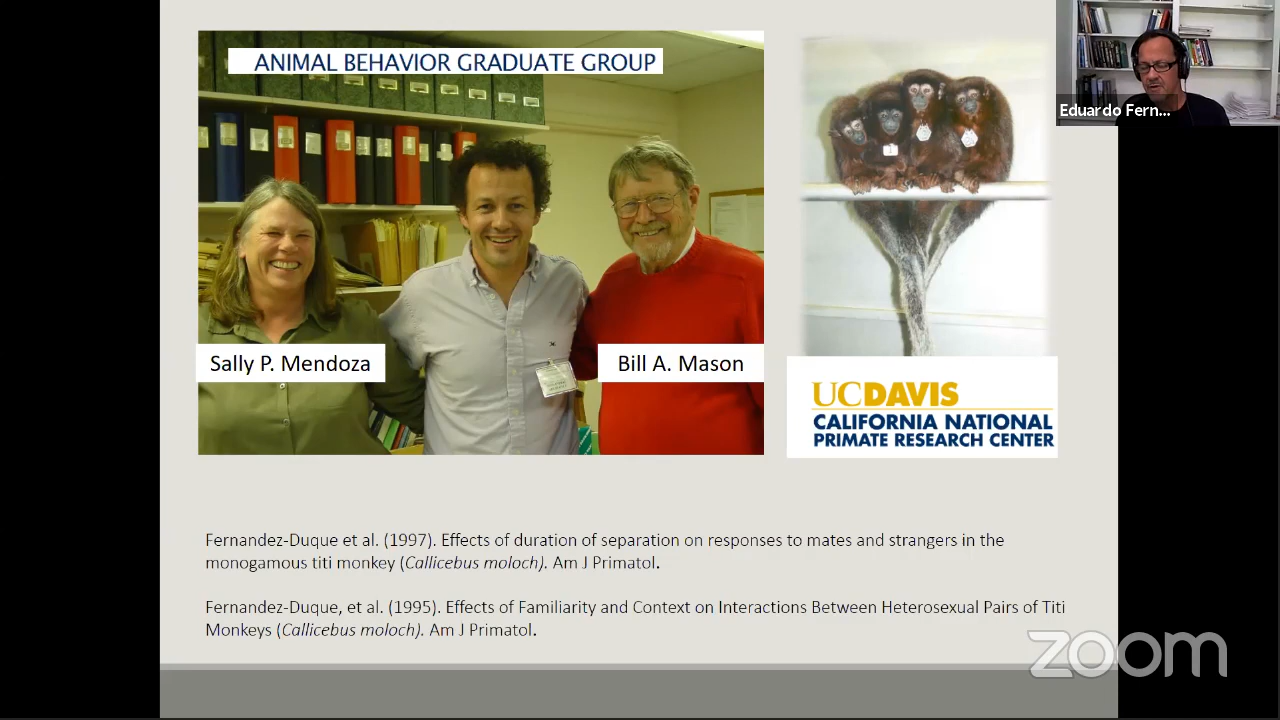 ANIMAL BEHAVIOR GRADUATE GROUP
Eduardo Fern...
Sally P. Mendoza
Bill A. Mason
UCDAVIS
CALIFORNIA NATIONAL
PRIMATE RESEARCH CENTER
Fernandez-Duque et al. (1997). Effects of duration of separation on responses to mates and strangers in the
monogamous titi monkey (Callicebus moloch). Am J Primatol.
Fernandez-Duque, et al. (1995). Effects of Familiarity and Context on Interactions Between Heterosexual Pairs of Titi
Monkeys (Callicebus moloch). Am J Primatol.
zoom